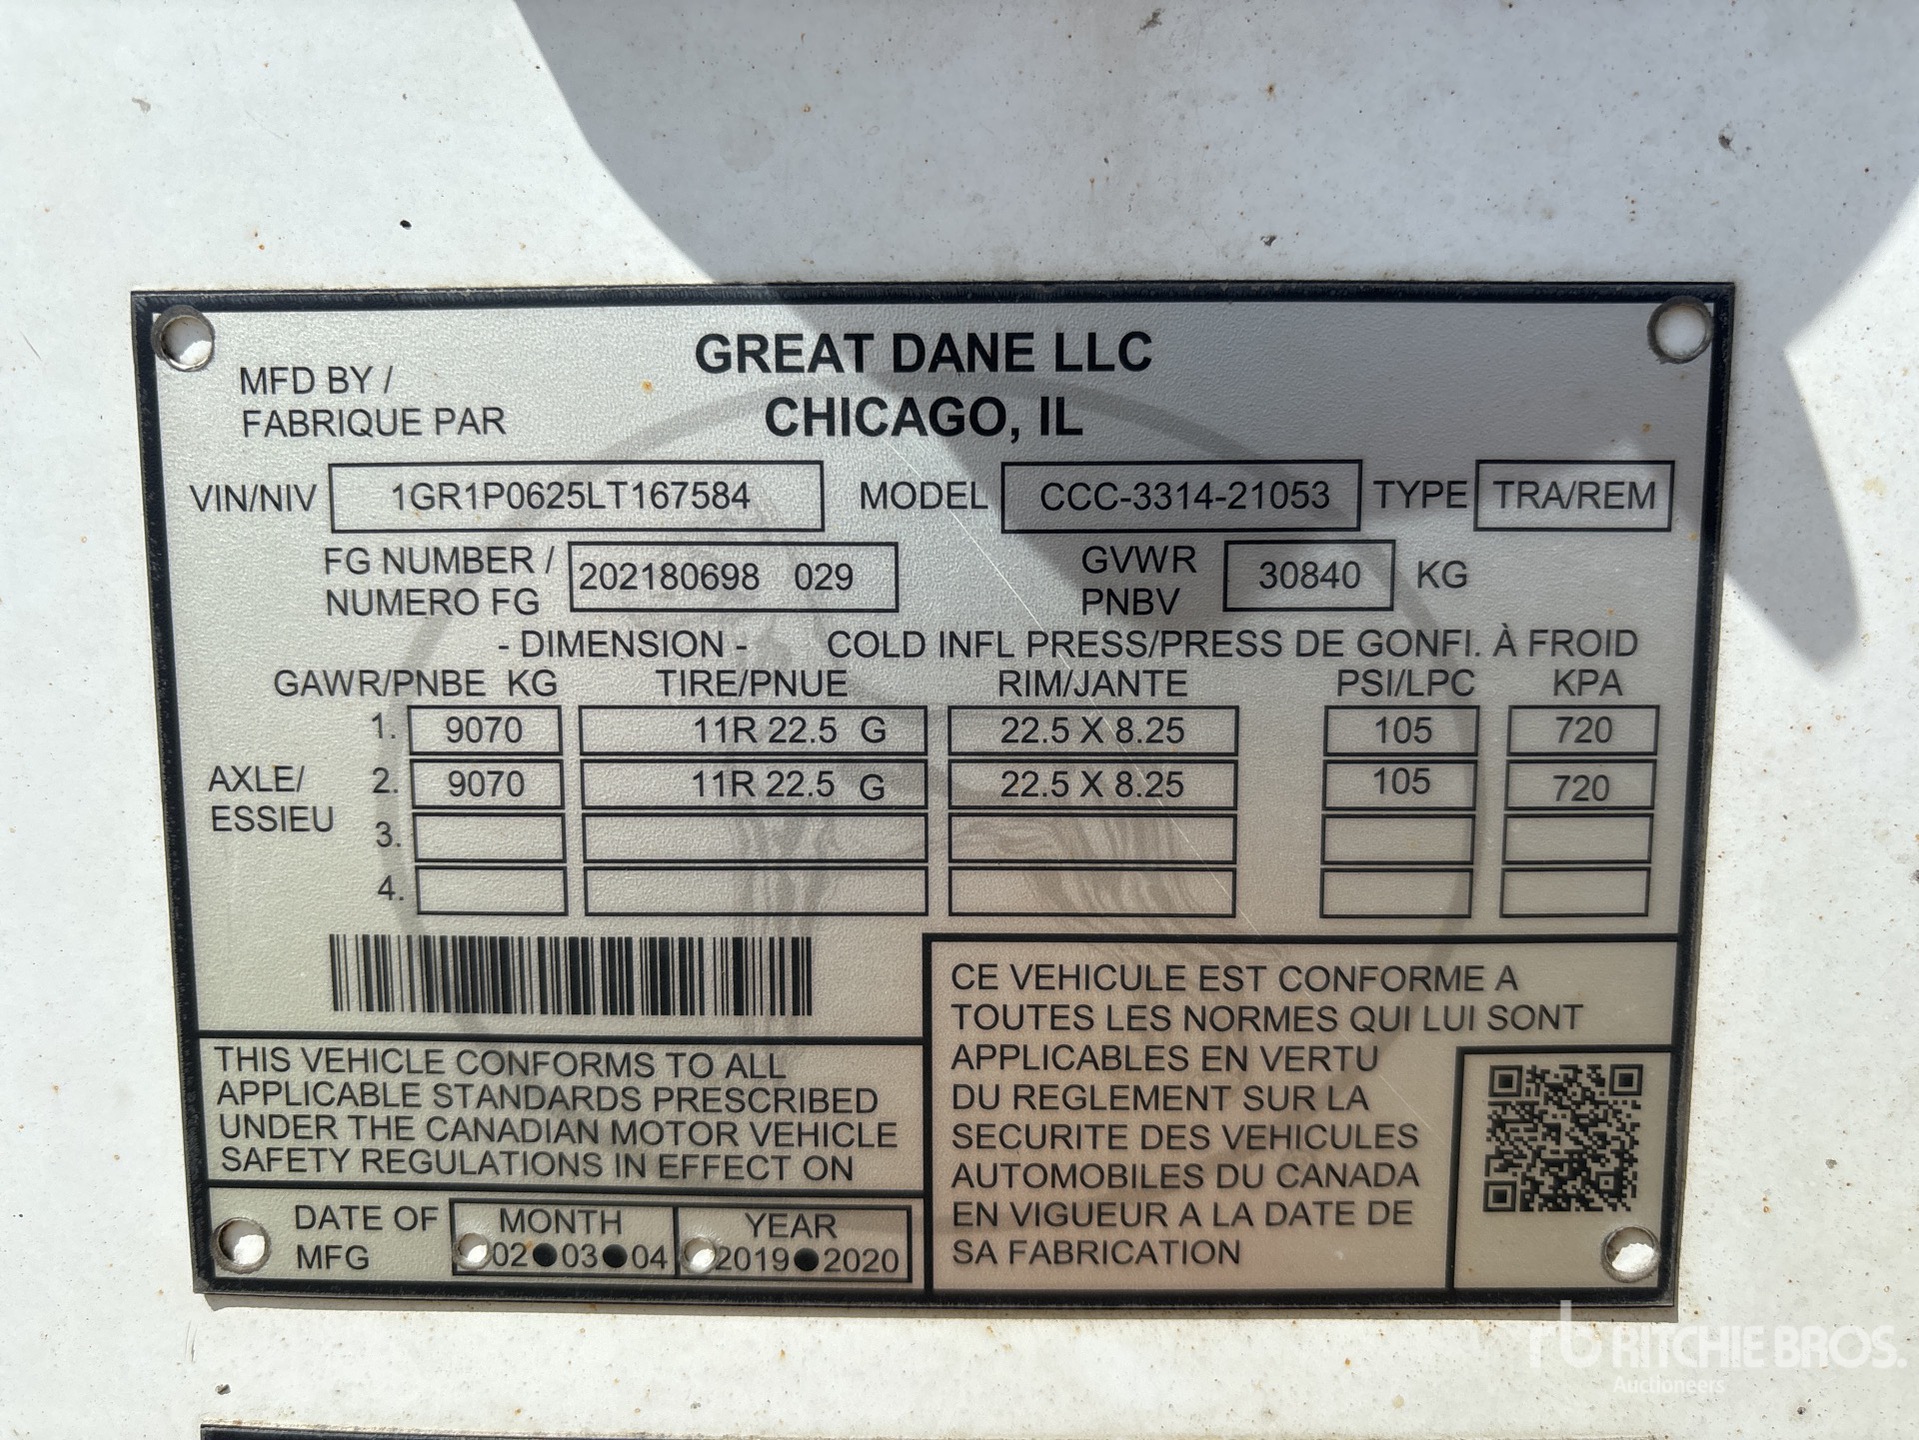 GREAT DANE LLC
CHICAGO, IL
MFD BY /
FABRIQUE PAR
VIN/NIV 1GR1P0625LT167584 MODEL CCC-3314-21053 TYPE TRA/REM
FG NUMBER /
NUMERO FG
202180698 029
GVWR
PNBV
30840 KG
- DIMENSION - COLD INFL PRESS/PRESS DE GONFI. À FROID
GAWR/PNBE KG TIRE/PNUE RIM/JANTE PSI/LPC KPA
AXLE/
ESSIEU
1. 9070 11R 22.5 G 22.5 X 8.25 105 720
2. 9070 11R 22.5 G 22.5 X 8.25 105 720
3.
4.
THIS VEHICLE CONFORMS TO ALL
APPLICABLE STANDARDS PRESCRIBED
UNDER THE CANADIAN MOTOR VEHICLE
SAFETY REGULATIONS IN EFFECT ON
DATE OF
MFG
MONTH
02●03●04
YEAR
2019●2020
CE VEHICULE EST CONFORME A
TOUTES LES NORMES QUI LUI SONT
APPLICABLES EN VERTU
DU REGLEMENT SUR LA
SECURITE DES VEHICULES
AUTOMOBILES DU CANADA
EN VIGUEUR A LA DATE DE
SA FABRICATION
rb RITCHIE BROS.
Auctioneers